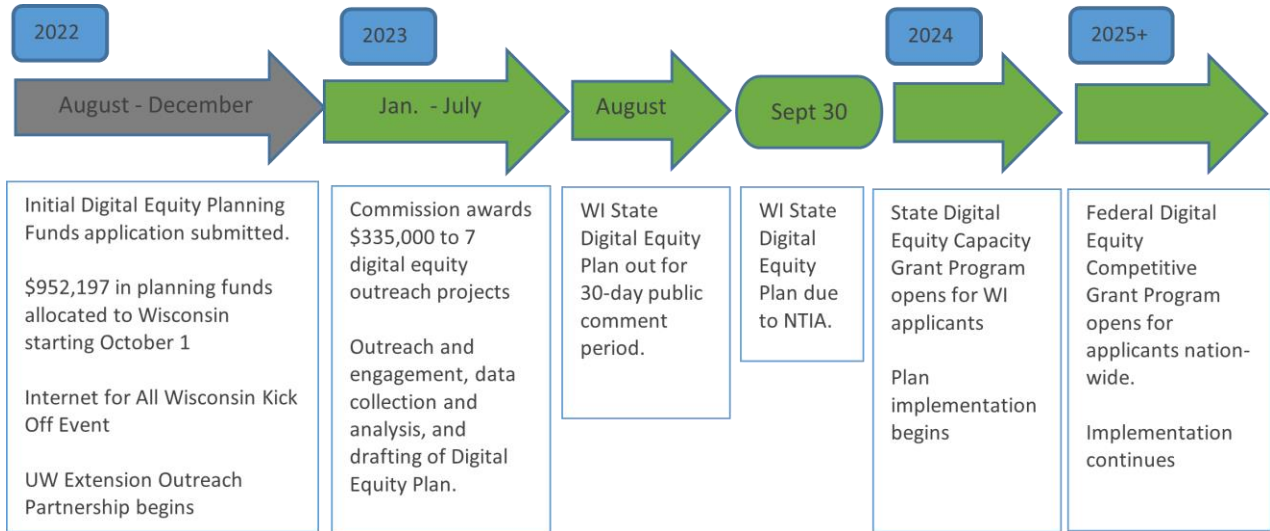 2022
2023
2024
2025+
August - December
Jan. - July
August
Sept 30
Initial Digital Equity Planning
Funds application submitted.
$952,197 in planning funds
allocated to Wisconsin
starting October 1
Internet for All Wisconsin Kick
Off Event
UW Extension Outreach
Partnership begins
Commission awards
$335,000 to 7
digital equity
outreach projects
Outreach and
engagement, data
collection and
analysis, and
drafting of Digital
Equity Plan.
WI State
Digital Equity
Plan out for
30-day public
comment
period.
WI State
Digital
Equity
Plan due
to NTIA.
State Digital
Equity Capacity
Grant Program
opens for WI
applicants
Plan
implementation
begins
Federal Digital
Equity
Competitive
Grant Program
opens for
applicants nation-
wide.
Implementation
continues